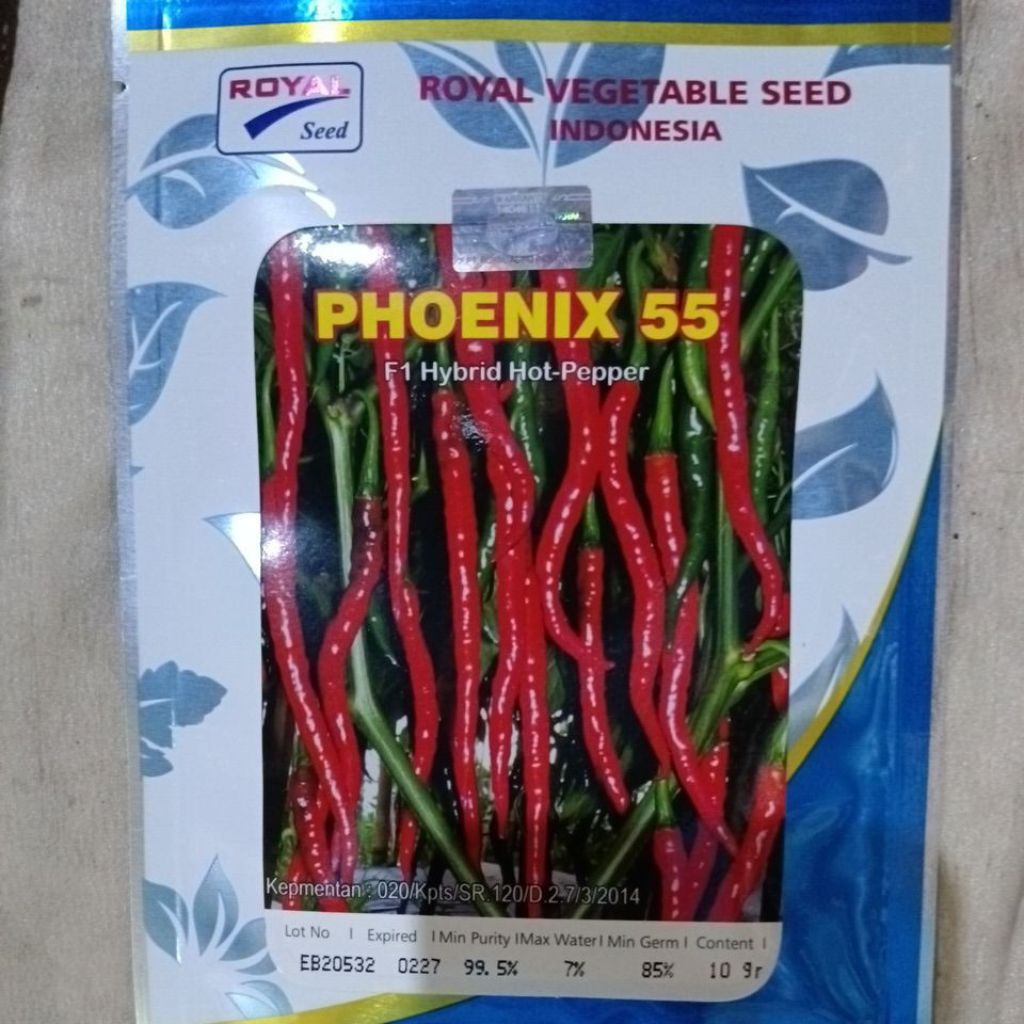 ROYAL
Seed
ROYAL VEGETABLE SEED
INDONESIA
PHOENIX 55
F1 Hybrid Hot-Pepper
Kepmentan : 020/Kpts/SR.120/D.2.7/3/2014
Lot No | Expired | Min Purity | Max Water | Min Germ | Content |
EB20532 0227 99.5% 7% 85% 10 gr